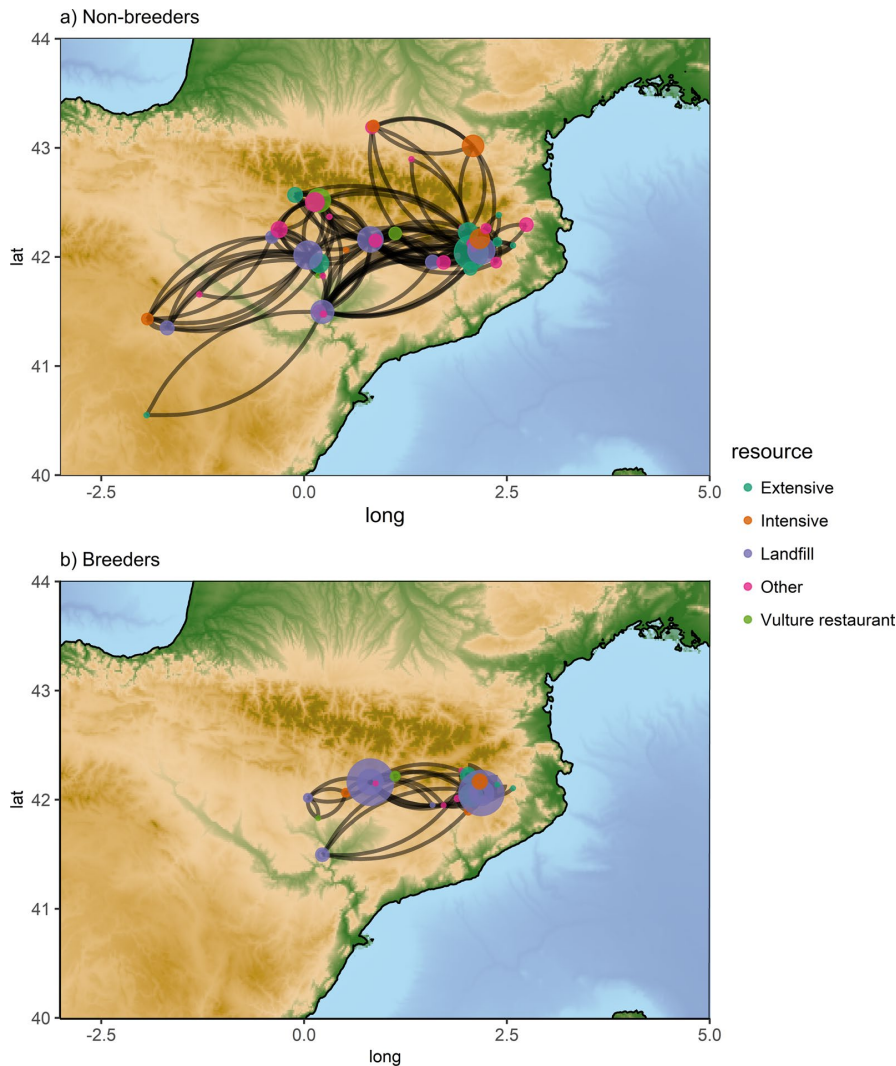 a) Non-breeders
44
43
42
41
40
lat
-2.5
0.0
2.5
5.0
long
resource
Extensive
Intensive
Landfill
Other
Vulture restaurant
b) Breeders
44
43
42
41
40
lat
-2.5
0.0
2.5
5.0
long